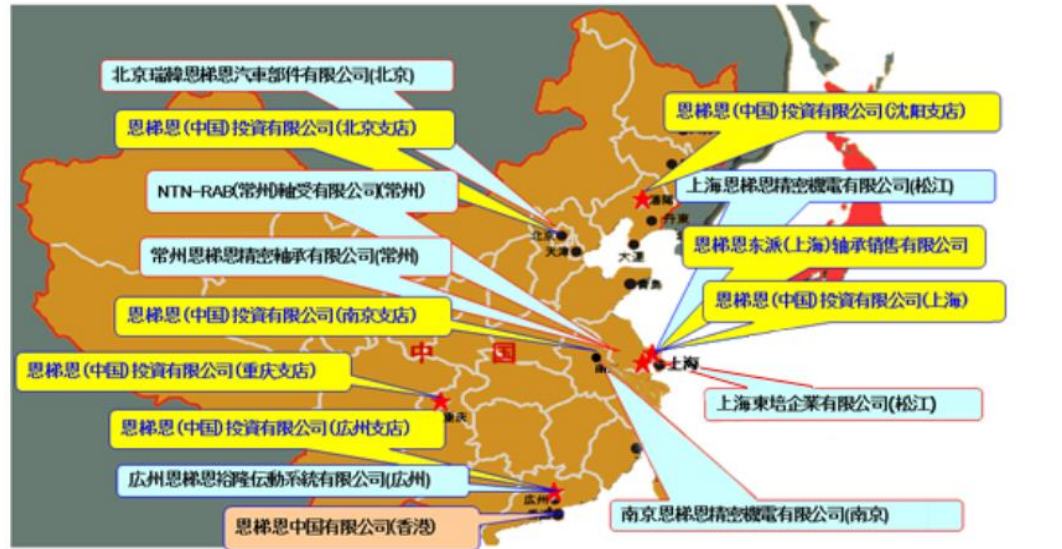 北京瑞韓恩梯恩汽車部件有限公司(北京)
恩梯恩(中国)投資有限公司(北京支店)
NTN-RAB(常州)軸受有限公司(常州)
常州恩梯恩精密軸承有限公司(常州)
恩梯恩(中国)投資有限公司(南京支店)
恩梯恩(中国)投資有限公司(重庆支店)
恩梯恩(中国)投資有限公司(広州支店)
広州恩梯恩裕隆伝動系統有限公司(広州)
恩梯恩中国有限公司(香港)
恩梯恩(中国)投資有限公司(沈阳支店)
上海恩梯恩精密機電有限公司(松江)
恩梯恩东派(上海)轴承销售有限公司
恩梯恩(中国)投資有限公司(上海)
上海東培企業有限公司(松江)
南京恩梯恩精密機電有限公司(南京)
瀋陽
丹東
北京
天津
大連
青島
中国
上海
重庆
広州